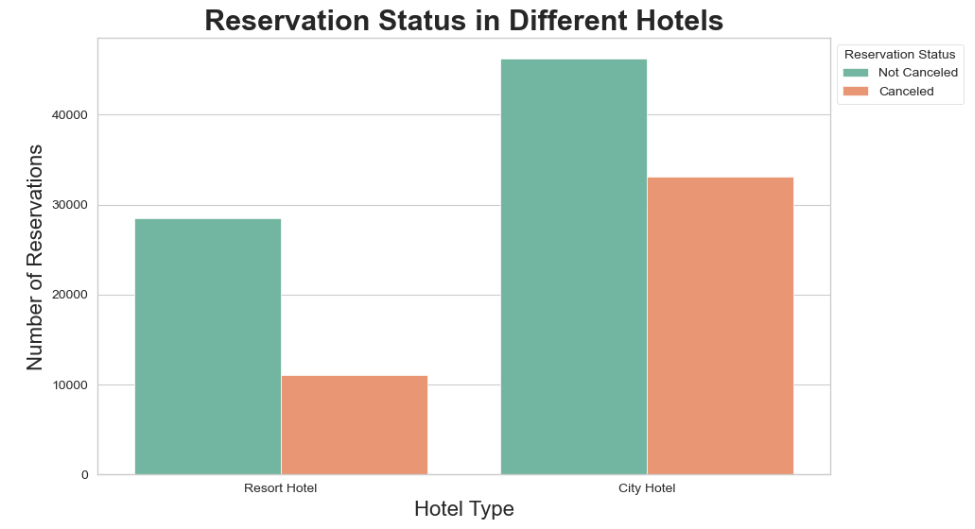 Reservation Status in Different Hotels
Reservation Status
Not Canceled
Canceled
Number of Reservations
40000
30000
20000
10000
0
Resort Hotel
City Hotel
Hotel Type